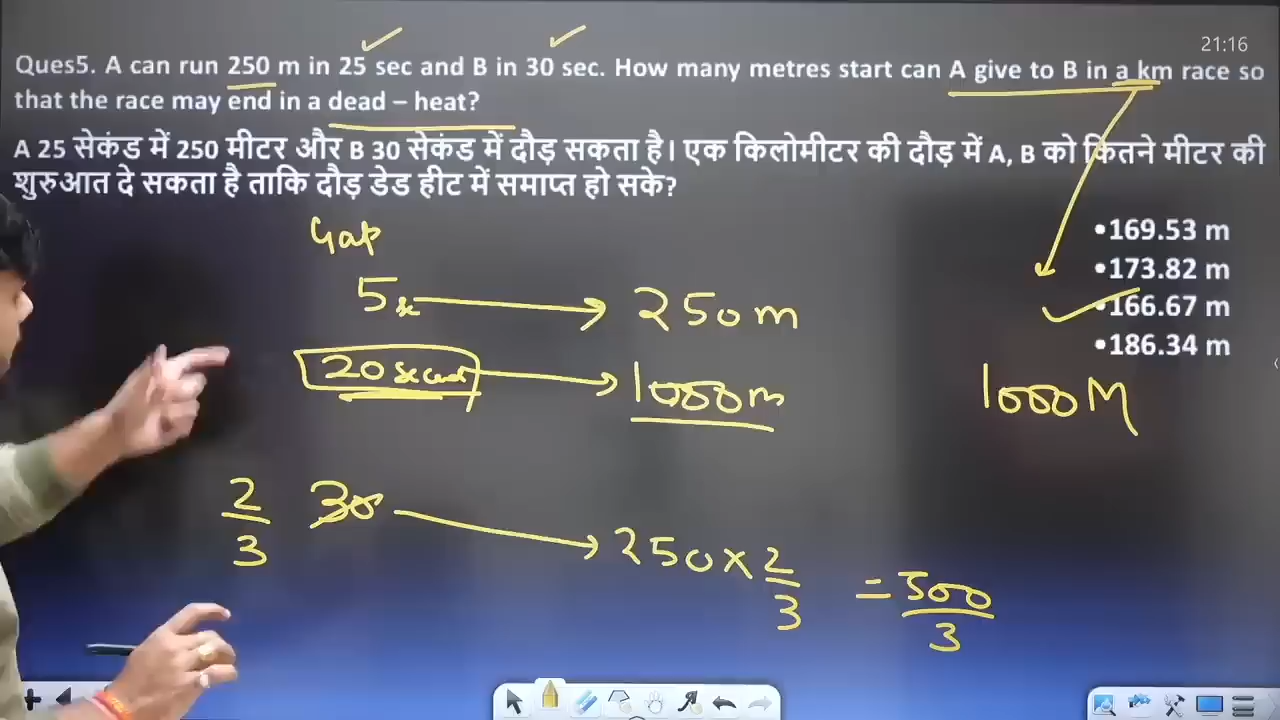 21:16
Ques5. A can run 250 m in 25 sec and B in 30 sec. How many metres start can A give to B in a km race so
that the race may end in a dead – heat?
A 25 सेकंड में 250 मीटर और B 30 सेकंड में दौड़ सकता है। एक किलोमीटर की दौड़ में A, B को कितने मीटर की
शुरुआत दे सकता है ताकि दौड़ डेड हीट में समाप्त हो सके?
•169.53 m
•173.82 m
•166.67 m
•186.34 m
Gap
5 sc → 250 m
20 second → 1000 m
1000 M
2/3 30 → 250 × 2/3 = 500/3